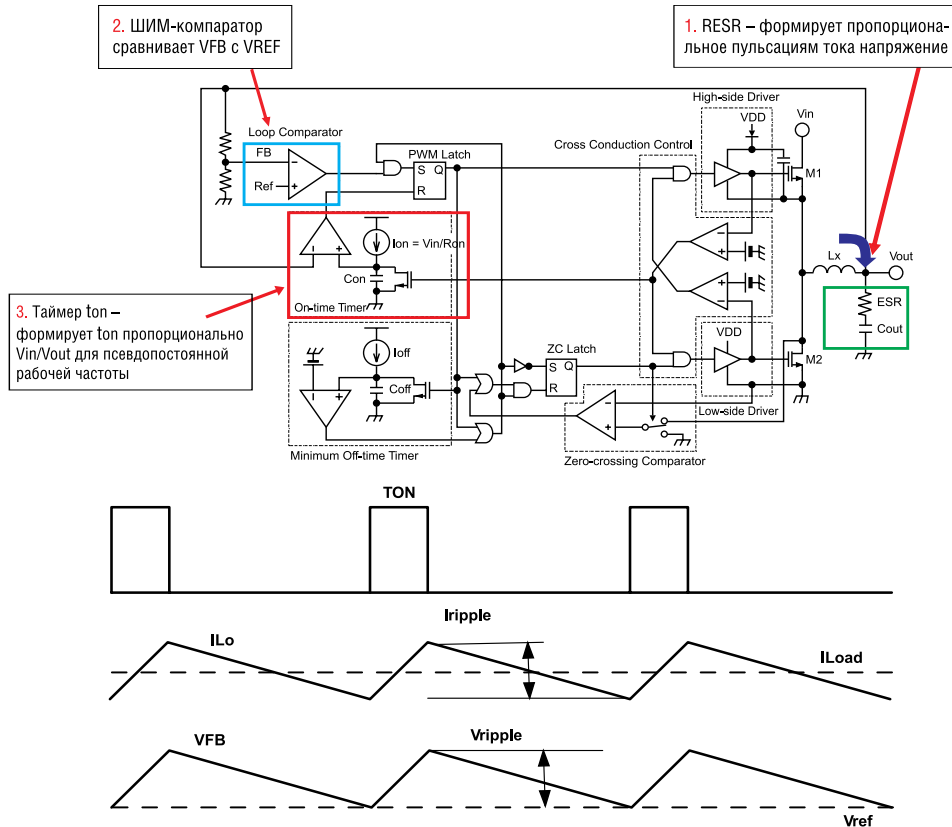 2. ШИМ-компаратор
сравнивает VFB с VREF
1. RESR – формирует пропорциона-
льное пульсациям тока напряжение
High-side Driver
VDD
Vin
Loop Comparator
FB
Ref
PWM Latch
S Q
R
Cross Conduction Control
M1
Ion = Vin/Ron
Con
On-time Timer
Lx
Vout
ESR
Cout
3. Таймер ton –
формирует ton пропорционально
Vin/Vout для псевдопостоянной
рабочей частоты
Ioff
Coff
Minimum Off-time Timer
ZC Latch
S Q
R
VDD
M2
Low-side Driver
Zero-crossing Comparator
TON
Iripple
ILo
ILoad
VFB
Vripple
Vref